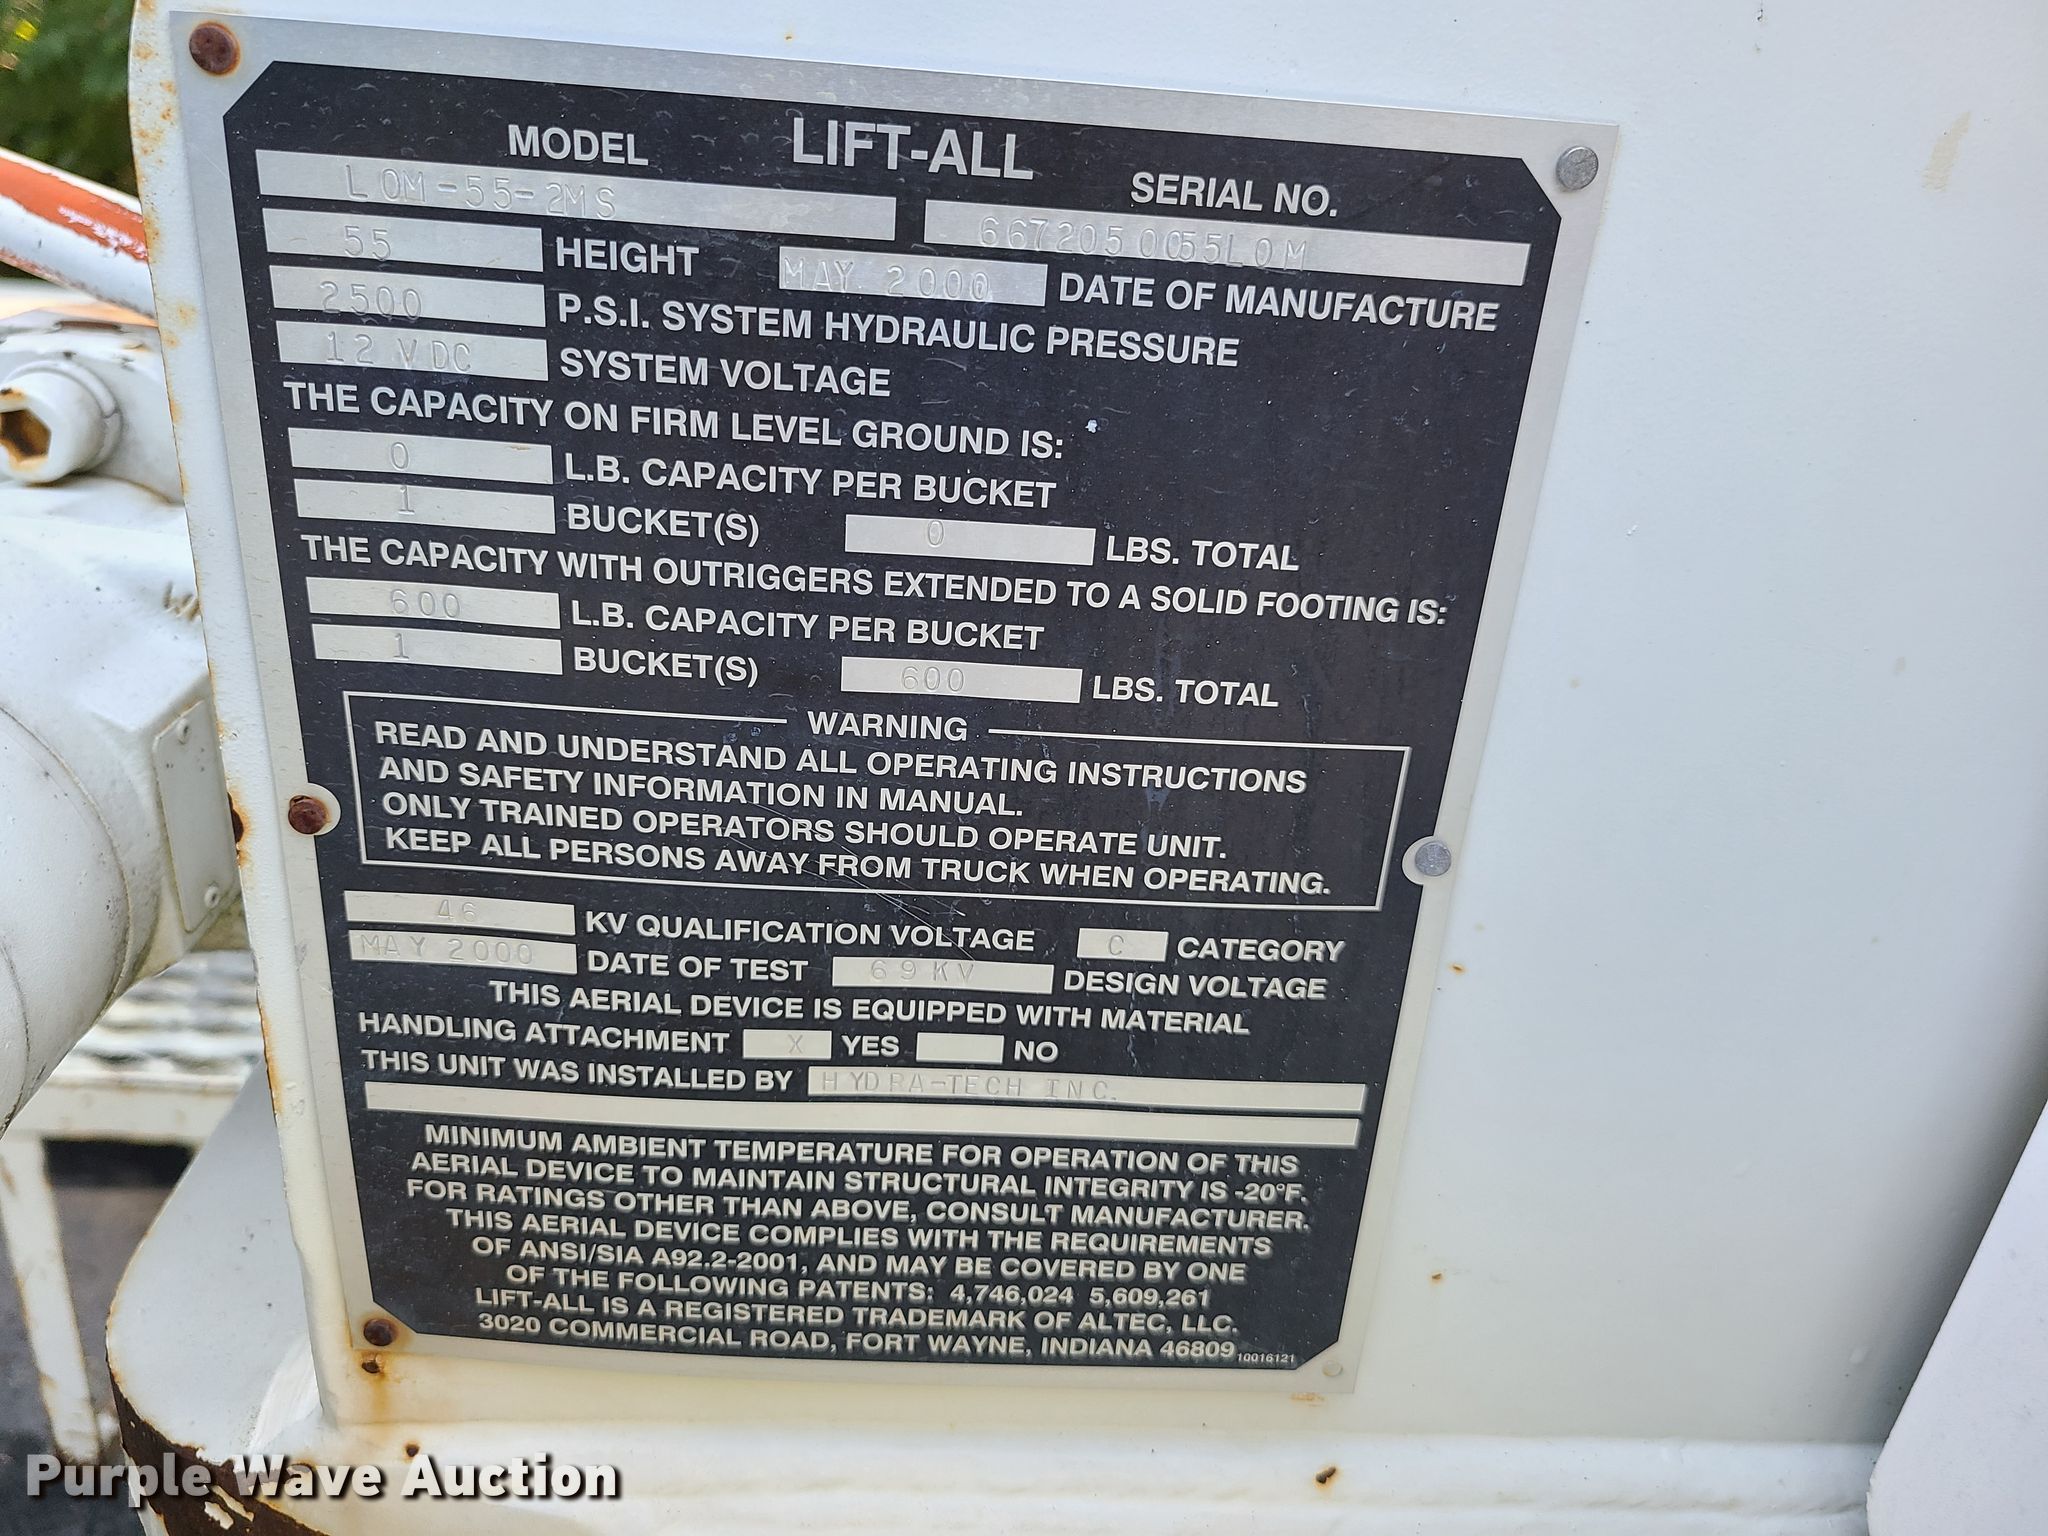 LIFT-ALL
MODEL SERIAL NO.
LOM-55-2MS 6672050055LOM
55 HEIGHT MAY 2000 DATE OF MANUFACTURE
2500 P.S.I. SYSTEM HYDRAULIC PRESSURE
12 VDC SYSTEM VOLTAGE
THE CAPACITY ON FIRM LEVEL GROUND IS:
0 L.B. CAPACITY PER BUCKET
1 BUCKET(S) 0 LBS. TOTAL
THE CAPACITY WITH OUTRIGGERS EXTENDED TO A SOLID FOOTING IS:
600 L.B. CAPACITY PER BUCKET
1 BUCKET(S) 600 LBS. TOTAL
WARNING
READ AND UNDERSTAND ALL OPERATING INSTRUCTIONS
AND SAFETY INFORMATION IN MANUAL.
ONLY TRAINED OPERATORS SHOULD OPERATE UNIT.
KEEP ALL PERSONS AWAY FROM TRUCK WHEN OPERATING.
46 KV QUALIFICATION VOLTAGE C CATEGORY
MAY 2000 DATE OF TEST 69KV DESIGN VOLTAGE
THIS AERIAL DEVICE IS EQUIPPED WITH MATERIAL
HANDLING ATTACHMENT X YES NO
THIS UNIT WAS INSTALLED BY HYDRA-TECH INC.
MINIMUM AMBIENT TEMPERATURE FOR OPERATION OF THIS
AERIAL DEVICE TO MAINTAIN STRUCTURAL INTEGRITY IS -20°F.
FOR RATINGS OTHER THAN ABOVE, CONSULT MANUFACTURER.
THIS AERIAL DEVICE COMPLIES WITH THE REQUIREMENTS
OF ANSI/SIA A92.2-2001, AND MAY BE COVERED BY ONE
OF THE FOLLOWING PATENTS: 4,746,024 5,609,261
LIFT-ALL IS A REGISTERED TRADEMARK OF ALTEC, LLC.
3020 COMMERCIAL ROAD, FORT WAYNE, INDIANA 46809
10016121
Purple Wave Auction